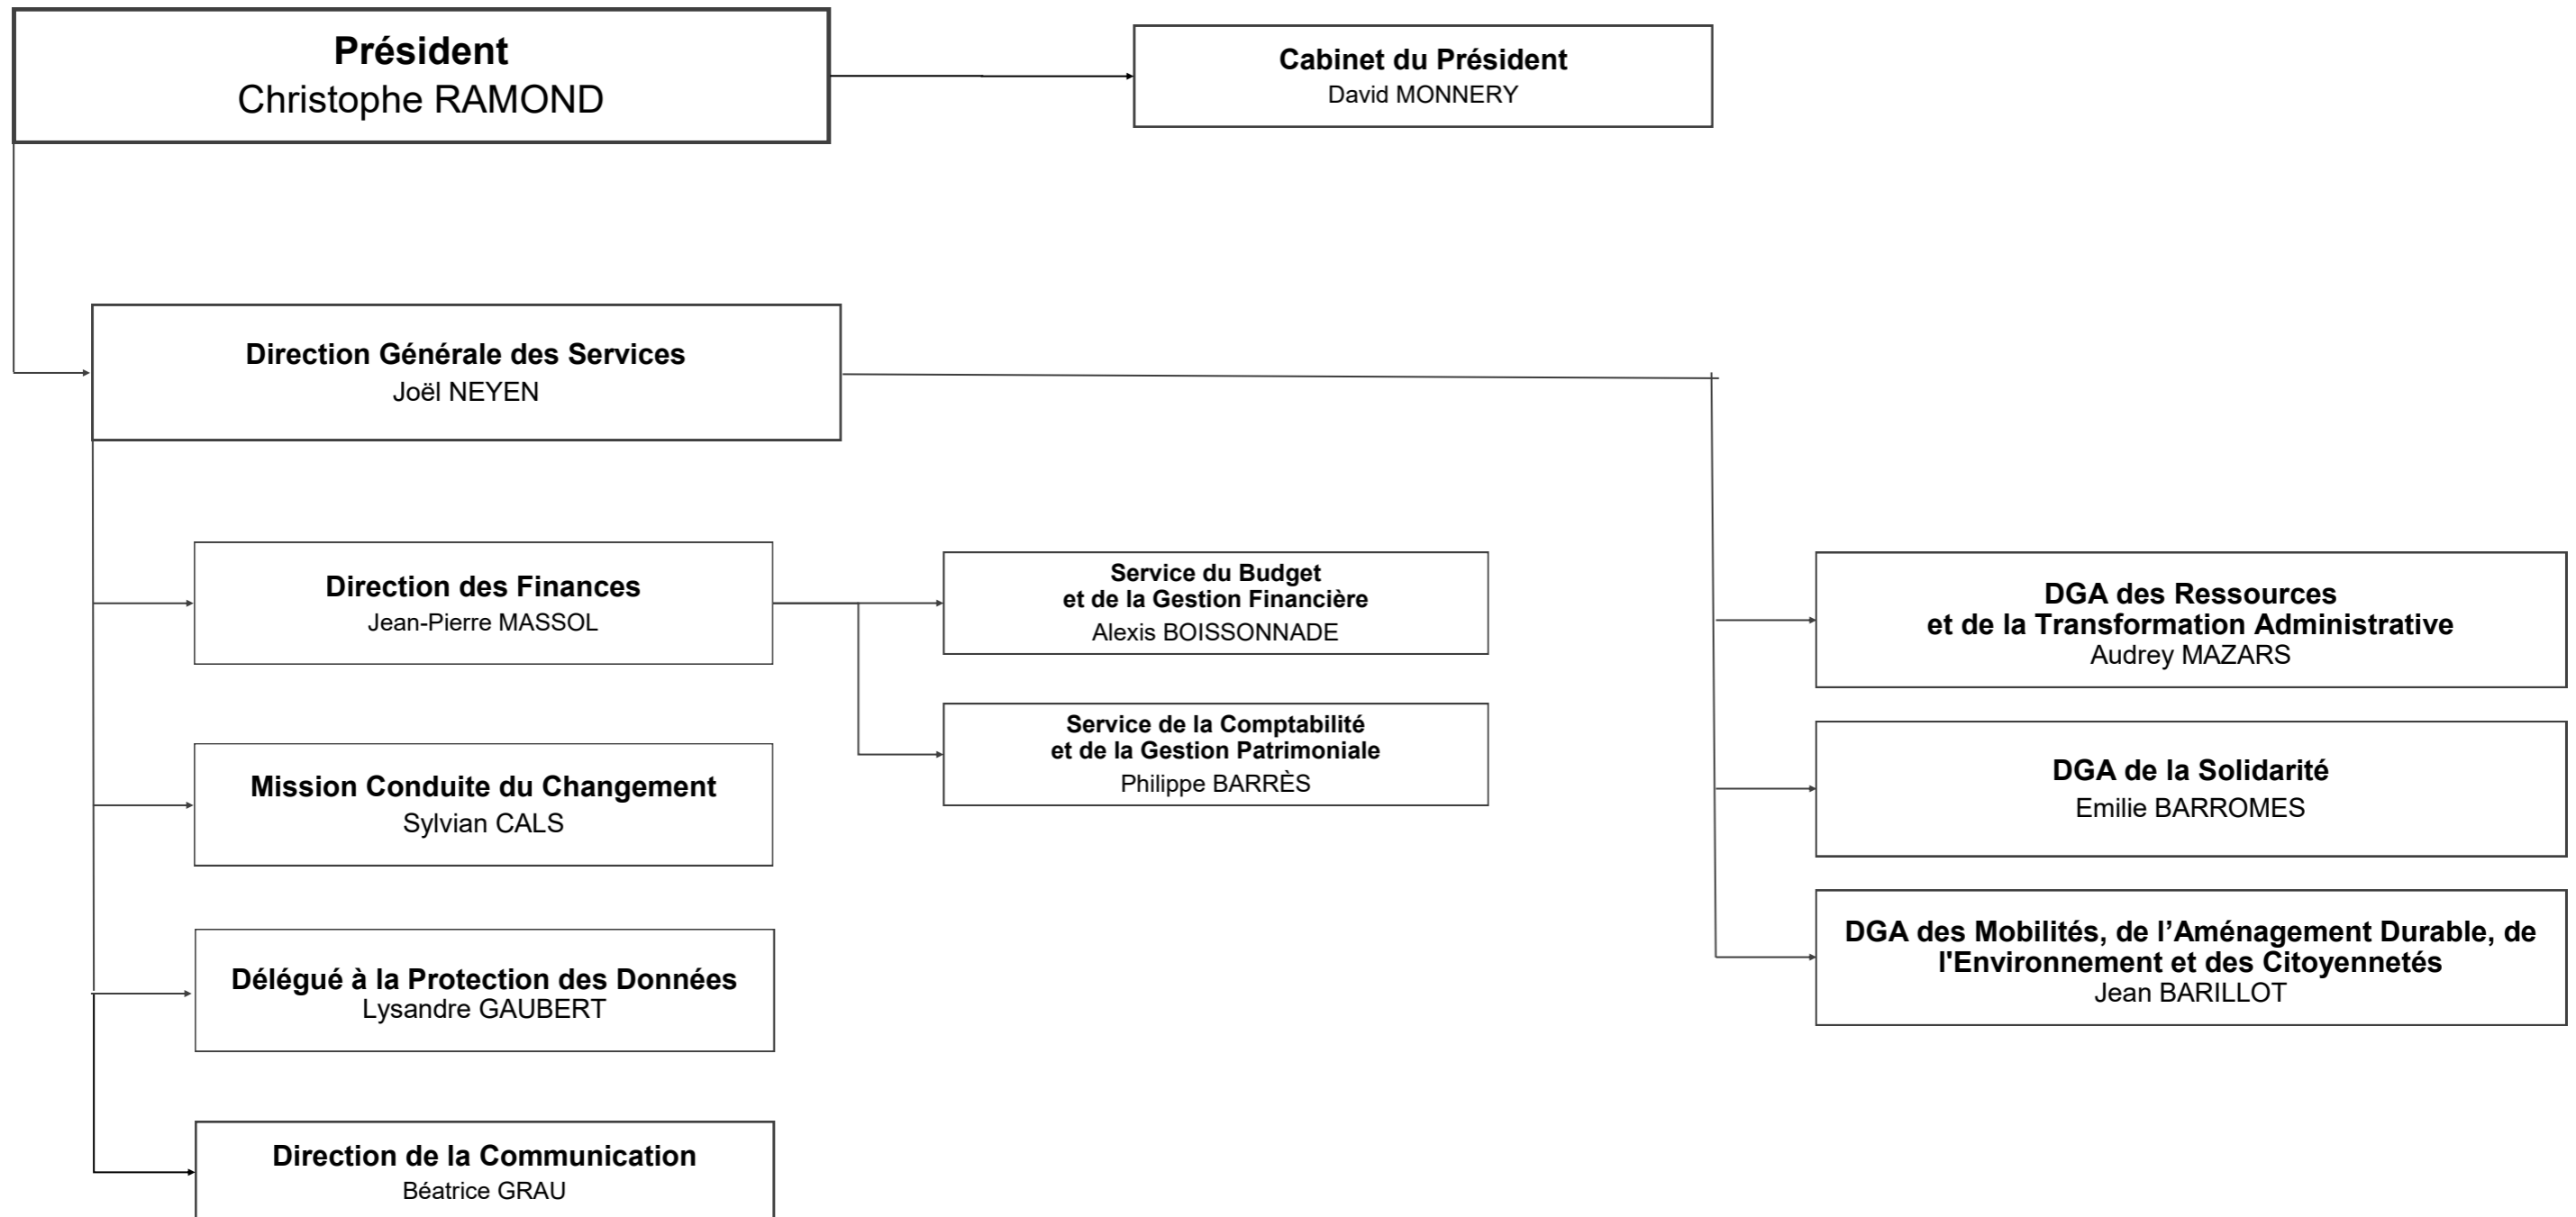 Président
Christophe RAMOND
Cabinet du Président
David MONNERY
Direction Générale des Services
Joël NEYEN
Direction des Finances
Jean-Pierre MASSOL
Service du Budget
et de la Gestion Financière
Alexis BOISSONNADE
Service de la Comptabilité
et de la Gestion Patrimoniale
Philippe BARRÈS
Mission Conduite du Changement
Sylvian CALS
Délégué à la Protection des Données
Lysandre GAUBERT
Direction de la Communication
Béatrice GRAU
DGA des Ressources
et de la Transformation Administrative
Audrey MAZARS
DGA de la Solidarité
Emilie BARROMES
DGA des Mobilités, de l’Aménagement Durable, de
l'Environnement et des Citoyennetés
Jean BARILLOT